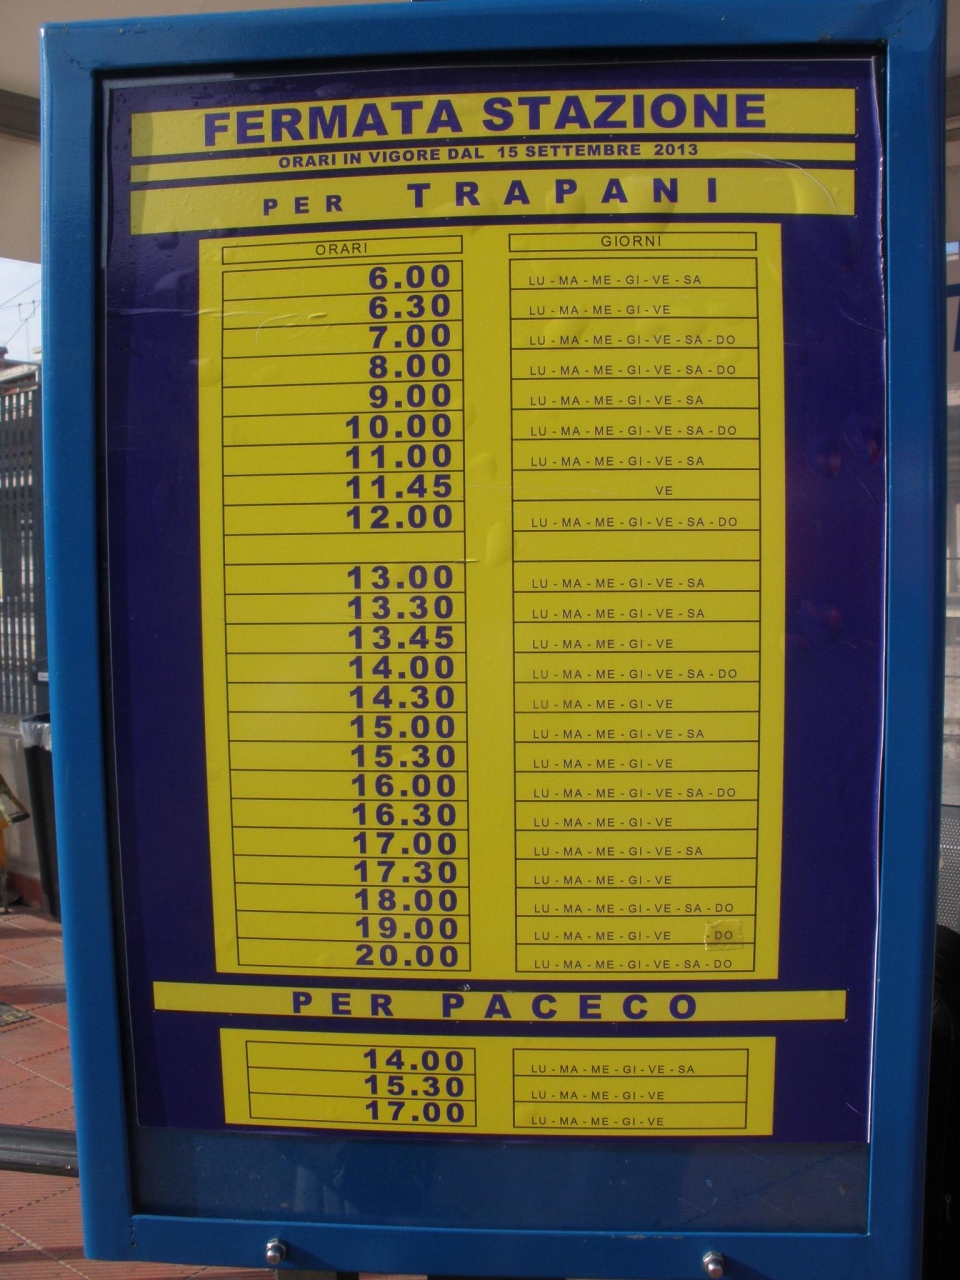 FERMATA STAZIONE
ORARI IN VIGORE DAL 15 SETTEMBRE 2013
PER TRAPANI
ORARI GIORNI
6.00 LU - MA - ME - GI - VE - SA
6.30 LU - MA - ME - GI - VE
7.00 LU - MA - ME - GI - VE - SA - DO
8.00 LU - MA - ME - GI - VE - SA - DO
9.00 LU - MA - ME - GI - VE - SA
10.00 LU - MA - ME - GI - VE - SA - DO
11.00 LU - MA - ME - GI - VE - SA
11.45 VE
12.00 LU - MA - ME - GI - VE - SA - DO
13.00 LU - MA - ME - GI - VE - SA
13.30 LU - MA - ME - GI - VE - SA
13.45 LU - MA - ME - GI - VE
14.00 LU - MA - ME - GI - VE - SA - DO
14.30 LU - MA - ME - GI - VE
15.00 LU - MA - ME - GI - VE - SA
15.30 LU - MA - ME - GI - VE
16.00 LU - MA - ME - GI - VE - SA - DO
16.30 LU - MA - ME - GI - VE
17.00 LU - MA - ME - GI - VE - SA
17.30 LU - MA - ME - GI - VE
18.00 LU - MA - ME - GI - VE - SA - DO
19.00 LU - MA - ME - GI - VE - DO
20.00 LU - MA - ME - GI - VE - SA - DO
PER PACECO
14.00 LU - MA - ME - GI - VE - SA
15.30 LU - MA - ME - GI - VE
17.00 LU - MA - ME - GI - VE